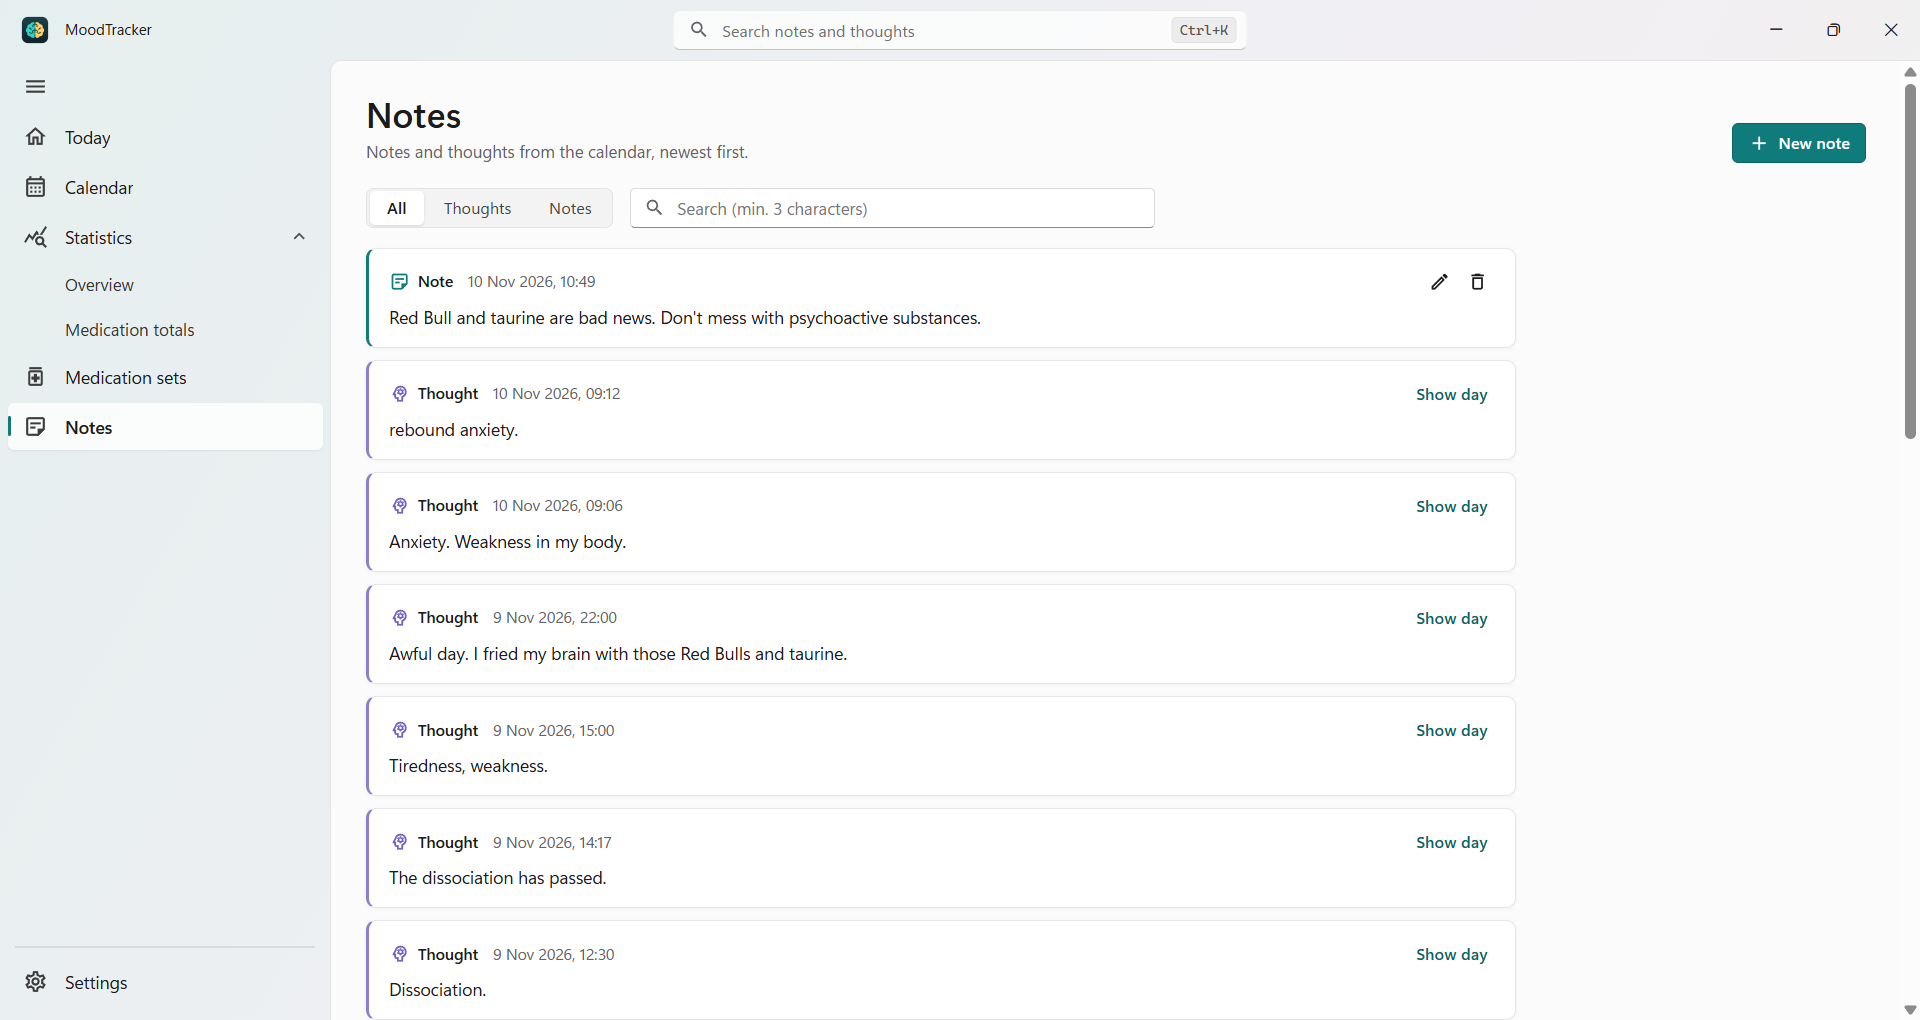 MoodTracker
Search notes and thoughts
Ctrl+K
Today
Calendar
Statistics
Overview
Medication totals
Medication sets
Notes
Settings
Notes
Notes and thoughts from the calendar, newest first.
New note
All
Thoughts
Notes
Search (min. 3 characters)
Note 10 Nov 2026, 10:49
Red Bull and taurine are bad news. Don't mess with psychoactive substances.
Thought 10 Nov 2026, 09:12 Show day
rebound anxiety.
Thought 10 Nov 2026, 09:06 Show day
Anxiety. Weakness in my body.
Thought 9 Nov 2026, 22:00 Show day
Awful day. I fried my brain with those Red Bulls and taurine.
Thought 9 Nov 2026, 15:00 Show day
Tiredness, weakness.
Thought 9 Nov 2026, 14:17 Show day
The dissociation has passed.
Thought 9 Nov 2026, 12:30 Show day
Dissociation.